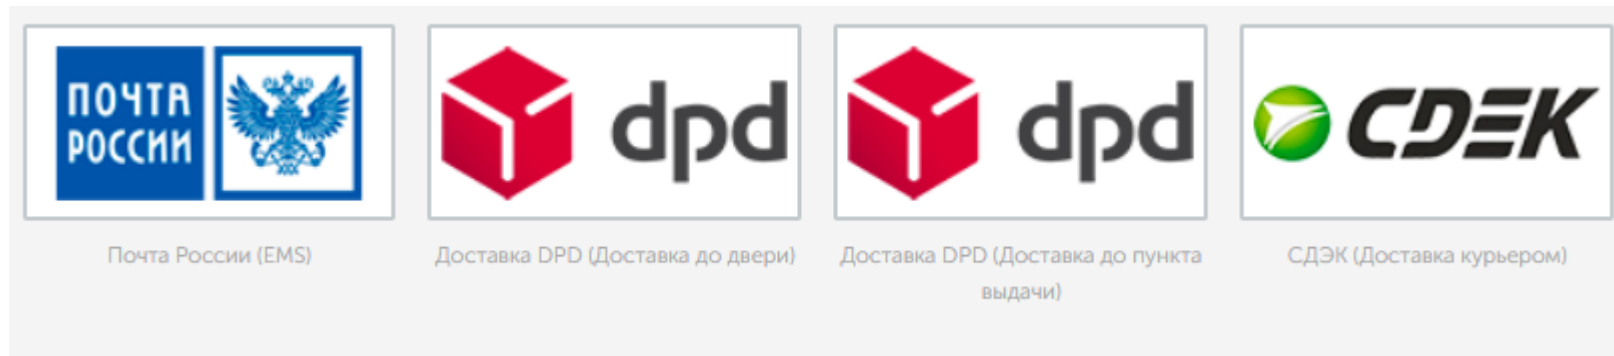 ПОЧТА
РОССИИ
dpd
dpd
CDEK
Почта России (EMS)
Доставка DPD (Доставка до двери)
Доставка DPD (Доставка до пункта
выдачи)
СДЭК (Доставка курьером)